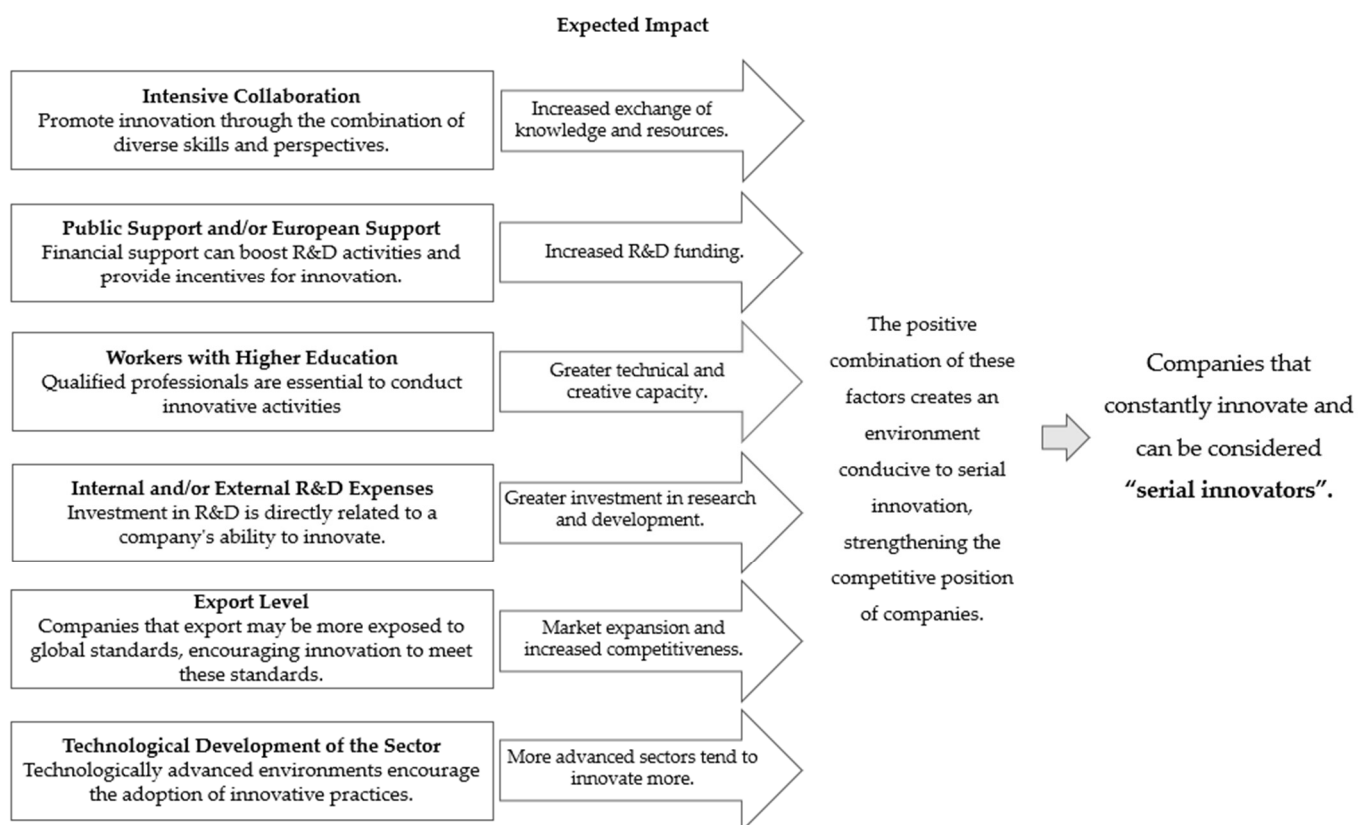 Expected Impact
Intensive Collaboration
Promote innovation through the combination of
diverse skills and perspectives.
Increased exchange of
knowledge and resources.
Public Support and/or European Support
Financial support can boost R&D activities and
provide incentives for innovation.
Increased R&D funding.
Workers with Higher Education
Qualified professionals are essential to conduct
innovative activities
Greater technical and
creative capacity.
Internal and/or External R&D Expenses
Investment in R&D is directly related to a
company's ability to innovate.
Greater investment in research
and development.
Export Level
Companies that export may be more exposed to
global standards, encouraging innovation to meet
these standards.
Market expansion and
increased competitiveness.
Technological Development of the Sector
Technologically advanced environments encourage
the adoption of innovative practices.
More advanced sectors tend to
innovate more.
The positive
combination of these
factors creates an
environment
conducive to serial
innovation,
strengthening the
competitive position
of companies.
Companies that
constantly innovate and
can be considered
“serial innovators”.